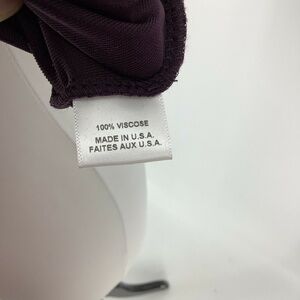 100% VISCOSE
MADE IN U.S.A.
FAITES AUX U.S.A.